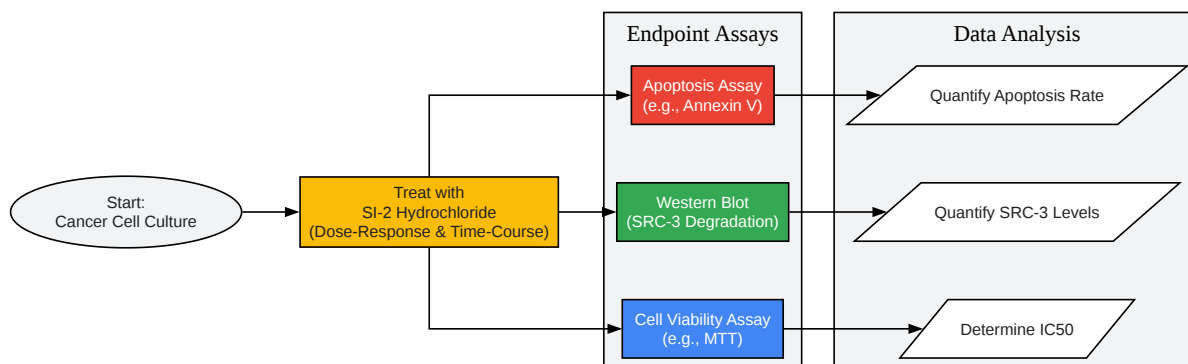 Endpoint Assays
Data Analysis
Apoptosis Assay
(e.g., Annexin V)
Quantify Apoptosis Rate
Start:
Cancer Cell Culture
Treat with
SI-2 Hydrochloride
(Dose-Response & Time-Course)
Western Blot
(SRC-3 Degradation)
Quantify SRC-3 Levels
Cell Viability Assay
(e.g., MTT)
Determine IC50